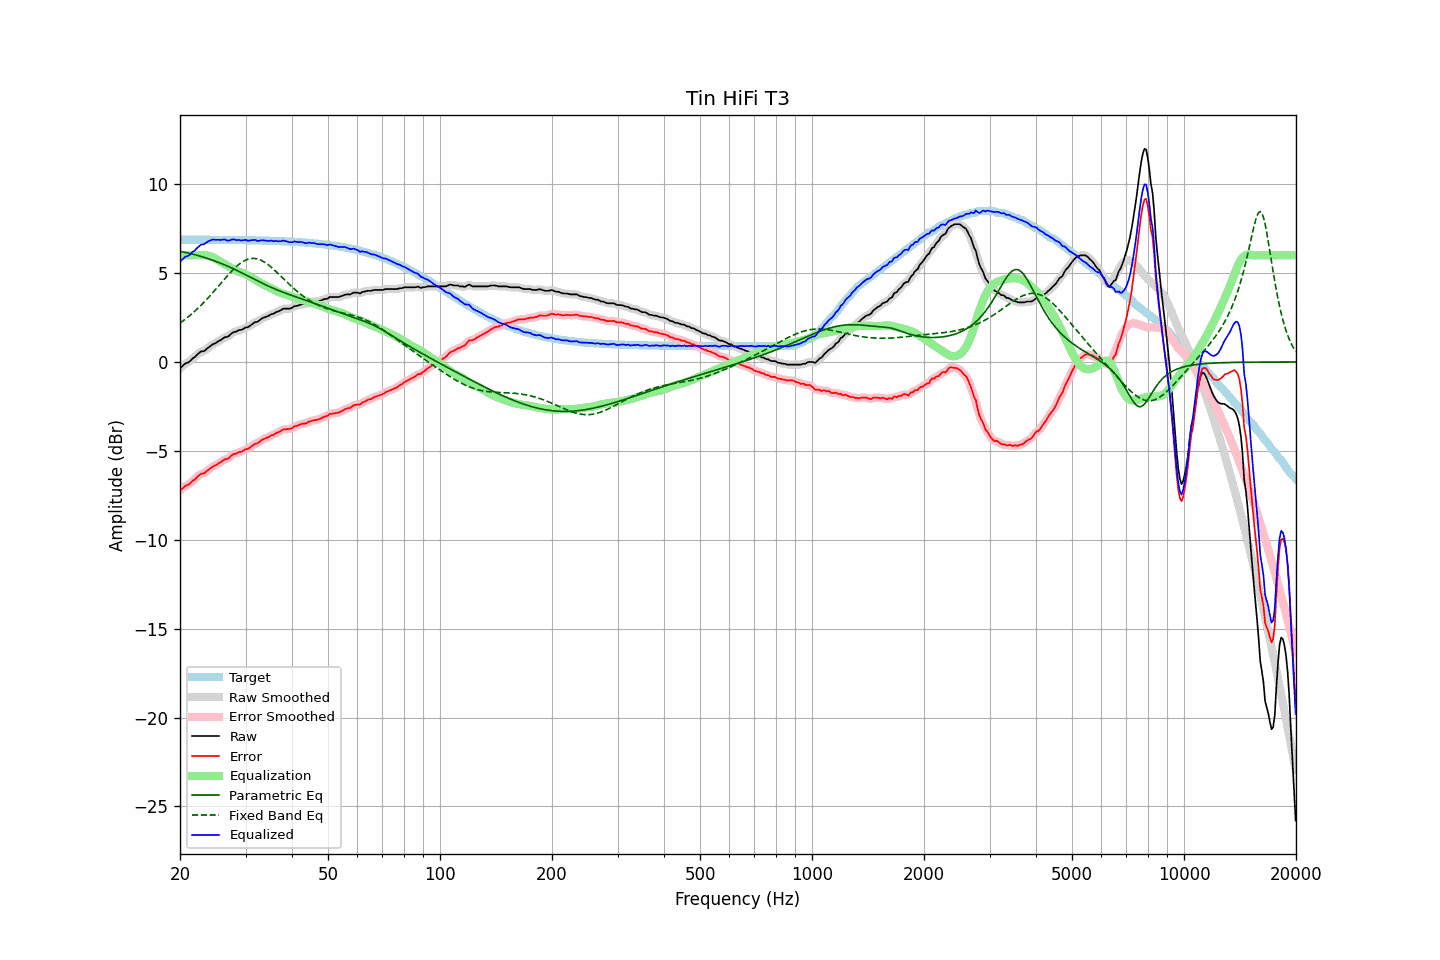 Tin HiFi T3
Amplitude (dBr)
10
5
0
−5
−10
−15
−20
−25
Target
Raw Smoothed
Error Smoothed
Raw
Error
Equalization
Parametric Eq
Fixed Band Eq
Equalized
20 50 100 200 500 1000 2000 5000 10000 20000
Frequency (Hz)